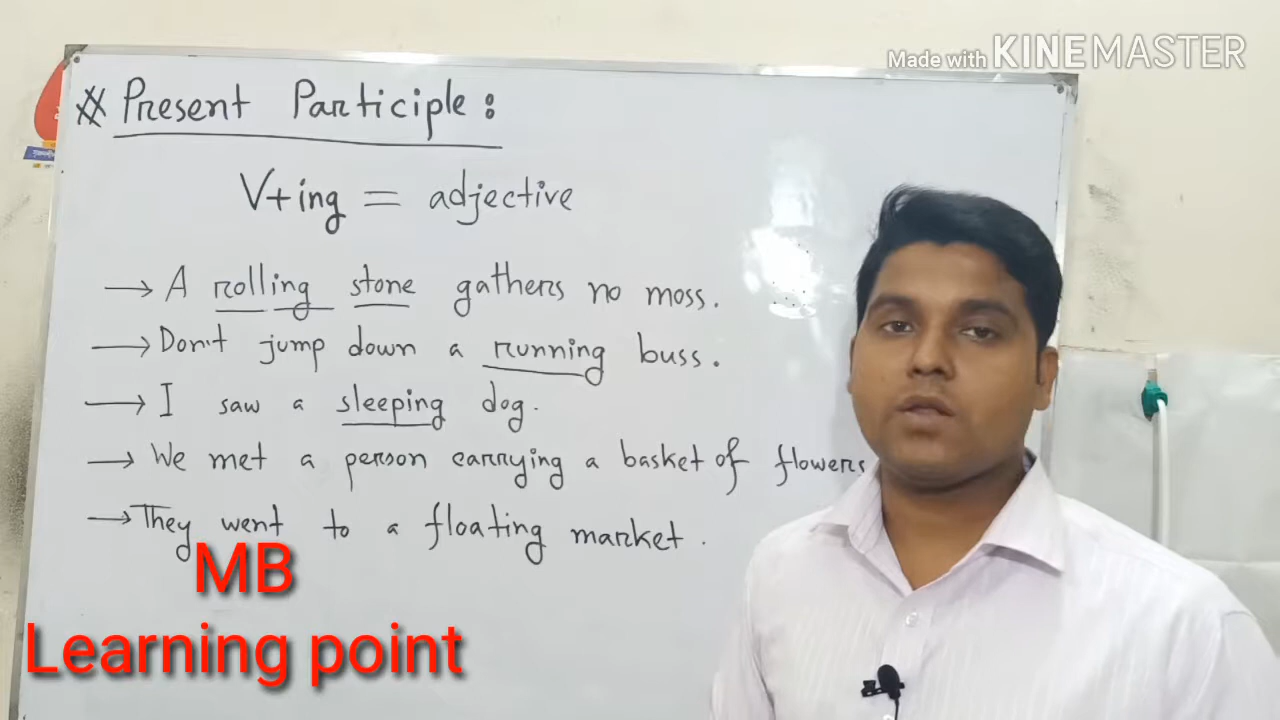 Made with KINEMASTER
※ Present Participle:
V+ing = adjective
→ A rolling stone gathers no moss.
→ Don't jump down a running buss.
→ I saw a sleeping dog.
→ We met a person carrying a basket of flowers
→ They went to a floating market.
MB
Learning point